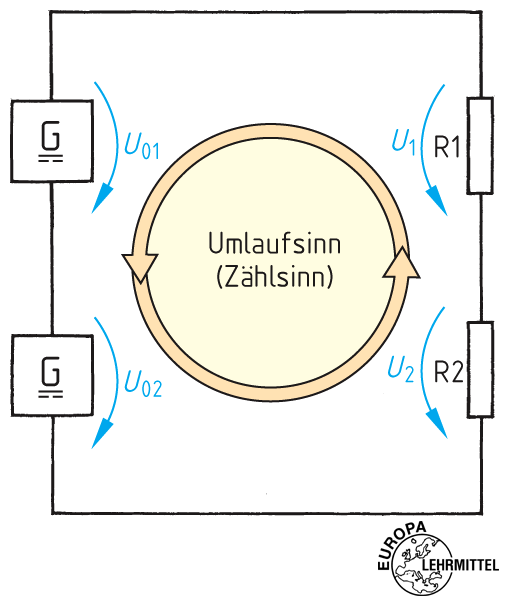 G
U01
U1
R1
Umlaufsinn
(Zählsinn)
G
U02
U2
R2
EUROPA
LEHRMITTEL